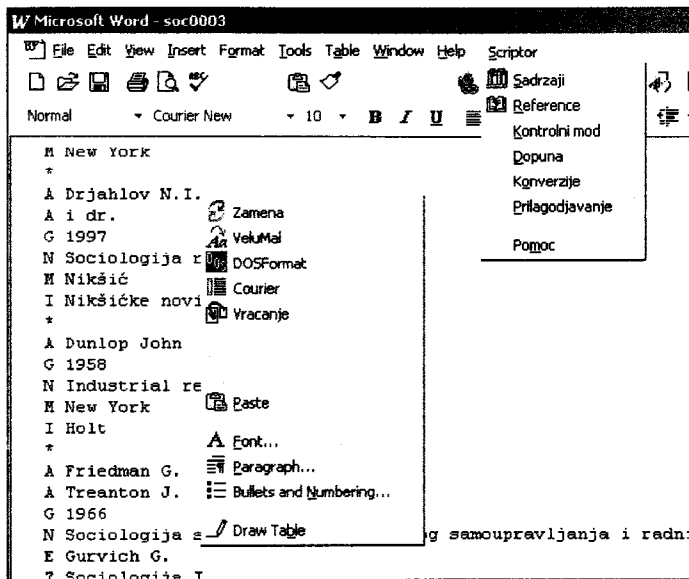 W Microsoft Word - soc0003
File Edit View Insert Format Tools Table Window Help Scriptor
Normal Courier New 10 B I U
Sadrzaji
Reference
Kontrolni mod
Dopuna
Konverzije
Prilagodjavanje
Pomoc
M New York
*
A Drjahlov N.I.
A i dr.
G 1997
N Sociologija r
M Nikšić
I Nikšićke novi
*
A Dunlop John
G 1958
N Industrial re
M New York
I Holt
*
A Friedman G.
A Treanton J.
G 1966
N Sociologija s og samoupravljanja i radni
E Gurvich G.
? Sociologija I
Zamena
VeluMal
DOSFormat
Courier
Vracanje
Paste
Font...
Paragraph...
Bullets and Numbering...
Draw Table